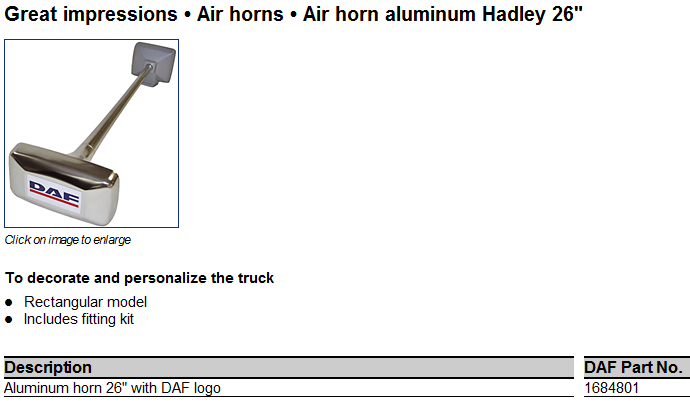 Great impressions • Air horns • Air horn aluminum Hadley 26"
DAF
Click on image to enlarge
To decorate and personalize the truck
● Rectangular model
● Includes fitting kit
Description DAF Part No.
Aluminum horn 26" with DAF logo 1684801